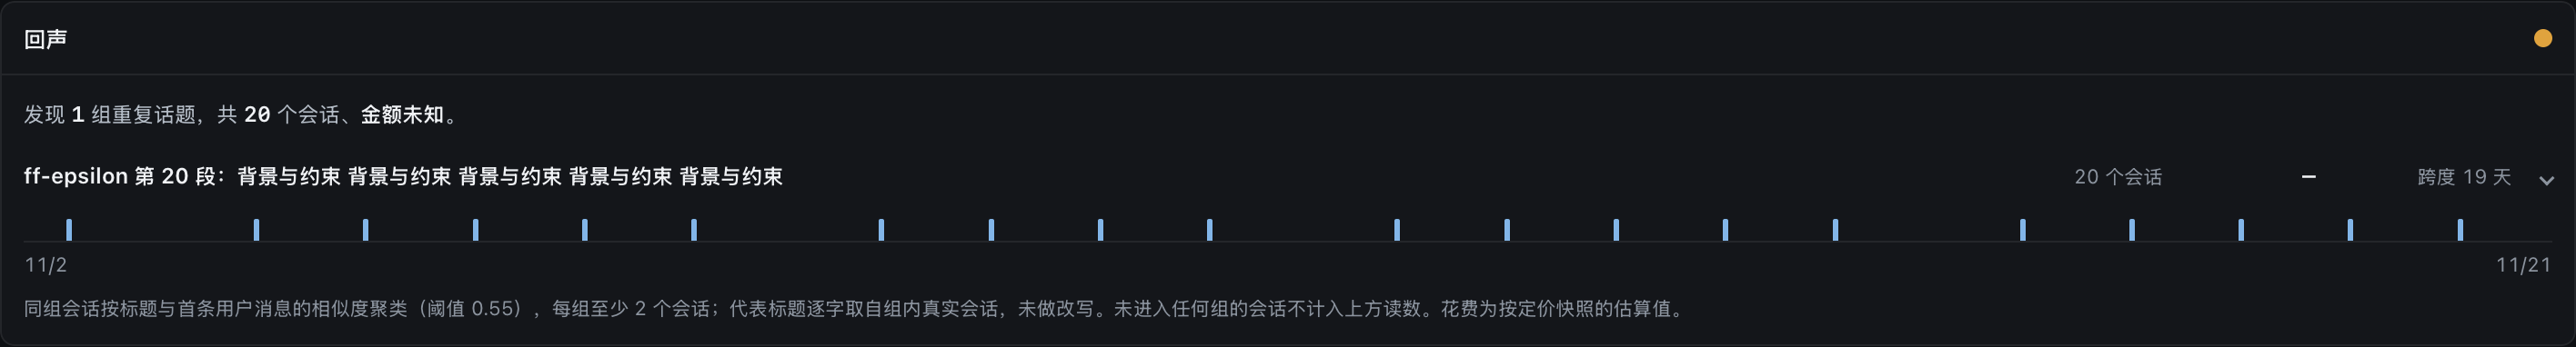 回声
发现 1 组重复话题，共 20 个会话、金额未知。
ff-epsilon 第 20 段：背景与约束 背景与约束 背景与约束 背景与约束 背景与约束
20 个会话 – 跨度 19 天
11/2 11/21
同组会话按标题与首条用户消息的相似度聚类（阈值 0.55），每组至少 2 个会话；代表标题逐字取自组内真实会话，未做改写。未进入任何组的会话不计入上方读数。花费为按定价快照的估算值。